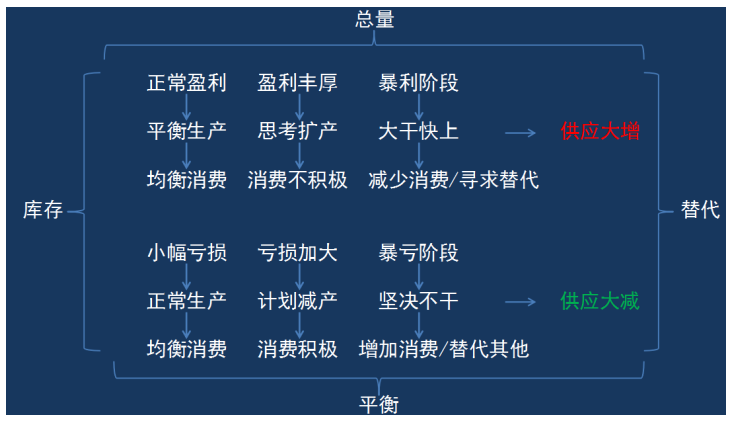 总量
正常盈利 盈利丰厚 暴利阶段
平衡生产 思考扩产 大干快上 供应大增
均衡消费 消费不积极 减少消费/寻求替代
库存 替代
小幅亏损 亏损加大 暴亏阶段
正常生产 计划减产 坚决不干 供应大减
均衡消费 消费积极 增加消费/替代其他
平衡